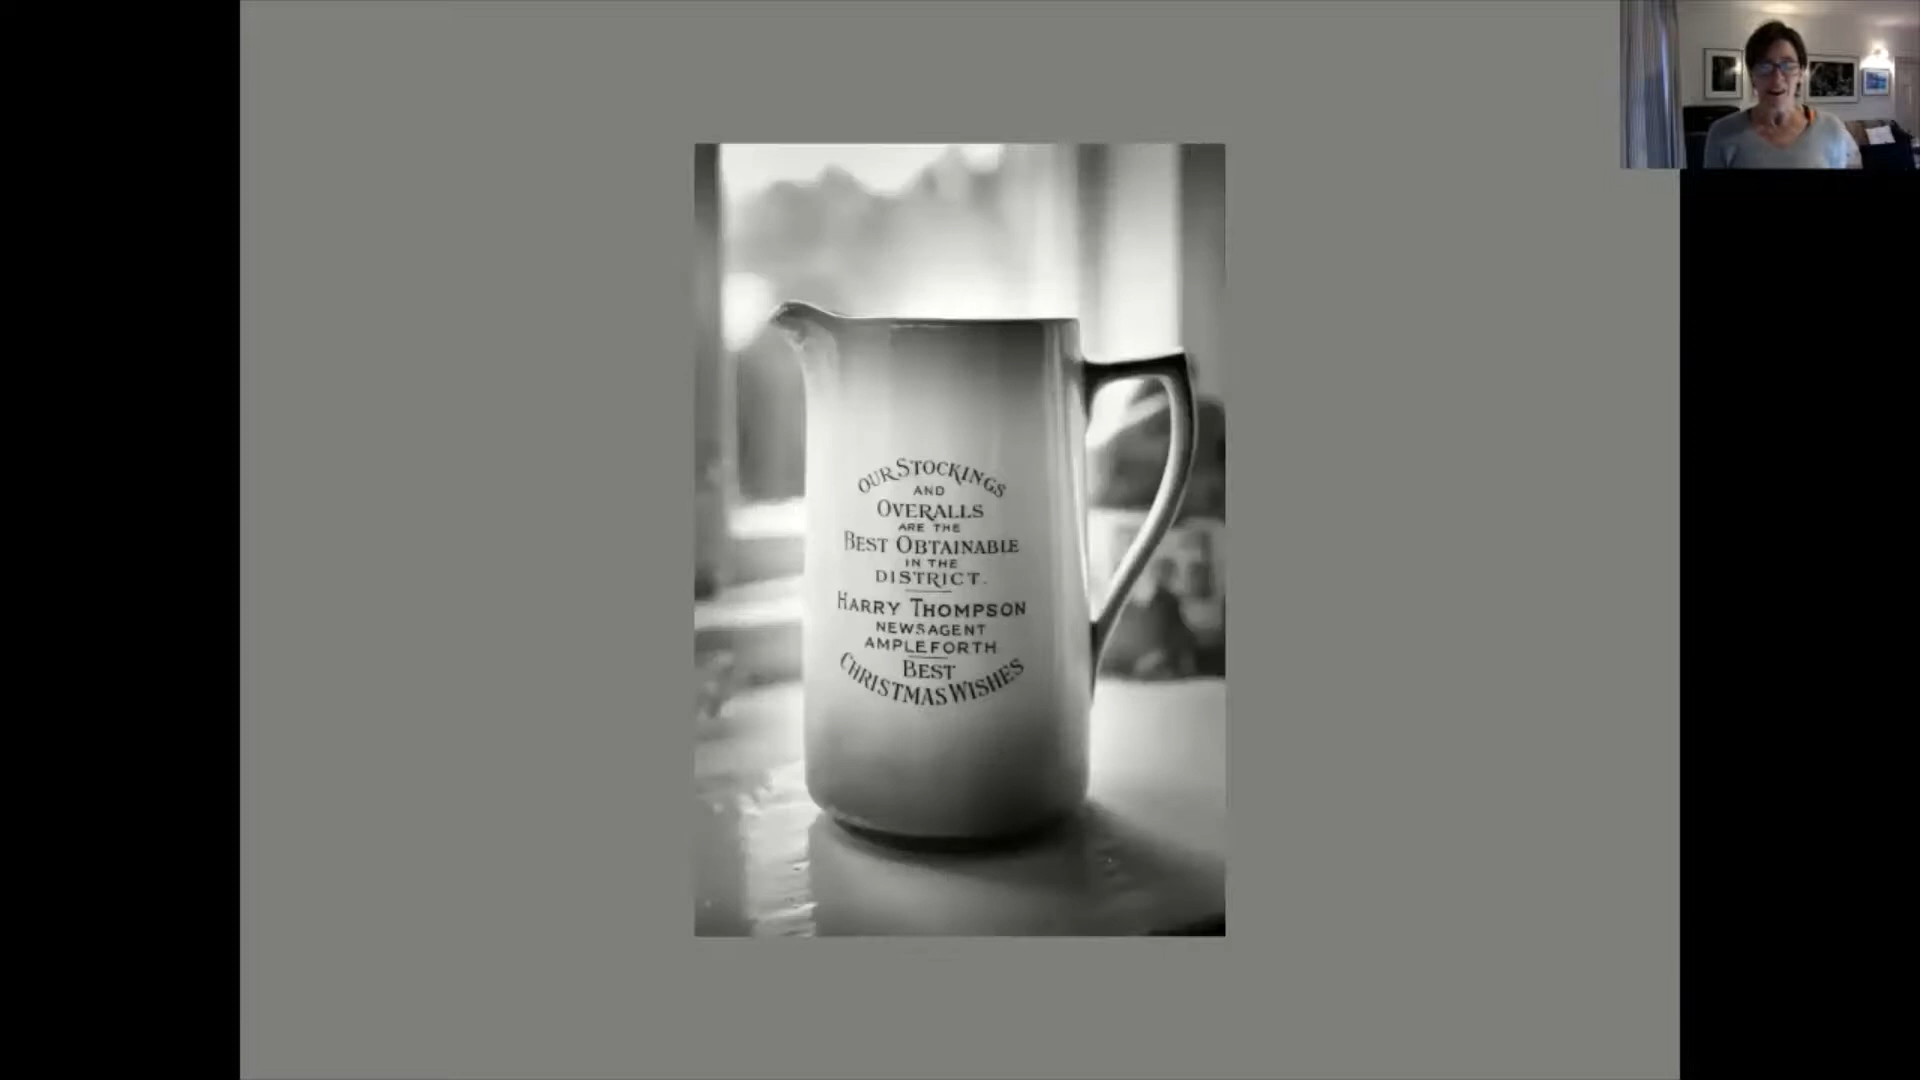 OUR STOCKINGS
AND
OVERALLS
ARE THE
BEST OBTAINABLE
IN THE
DISTRICT.
HARRY THOMPSON
NEWSAGENT
AMPLEFORTH
BEST
CHRISTMAS WISHES